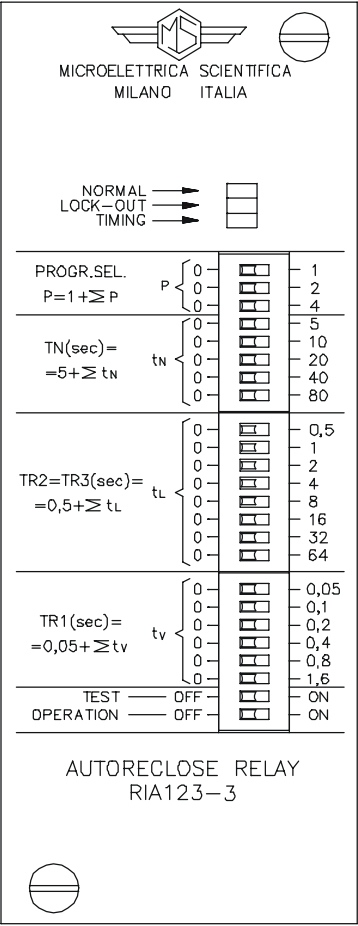 MS
MICROELETTRICA SCIENTIFICA
MILANO ITALIA
NORMAL
LOCK-OUT
TIMING
PROGR.SEL.
P=1+∑ P
P
0 1
0 2
0 4
TN(sec)=
=5+∑ tN
tN
0 5
0 10
0 20
0 40
0 80
TR2=TR3(sec)=
=0,5+∑ tL
tL
0 0,5
0 1
0 2
0 4
0 8
0 16
0 32
0 64
TR1(sec)=
=0,05+∑tv
tv
0 0,05
0 0,1
0 0,2
0 0,4
0 0,8
0 1,6
TEST OFF ON
OPERATION OFF ON
AUTORECLOSE RELAY
RIA123-3